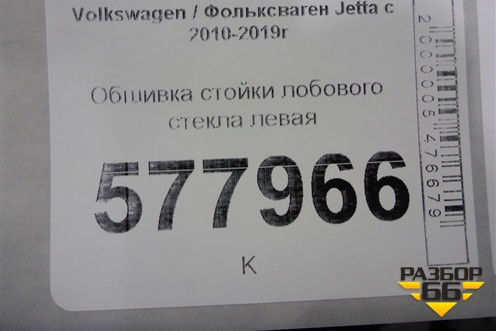 Volkswagen / Фольксваген Jetta с
2010-2019г
Обшивка стойки лобового
стекла левая
577966
К
2000005476679
РАЗБОР
66